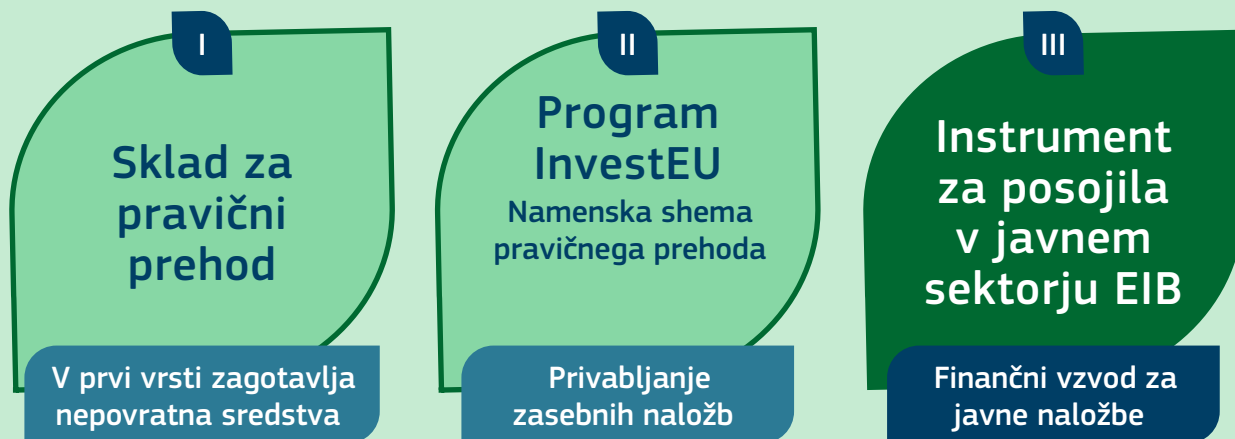 I
Sklad za
pravični
prehod
V prvi vrsti zagotavlja
nepovratna sredstva
II
Program
InvestEU
Namenska shema
pravičnega prehoda
Privabljanje
zasebnih naložb
III
Instrument
za posojila
v javnem
sektorju EIB
Finančni vzvod za
javne naložbe